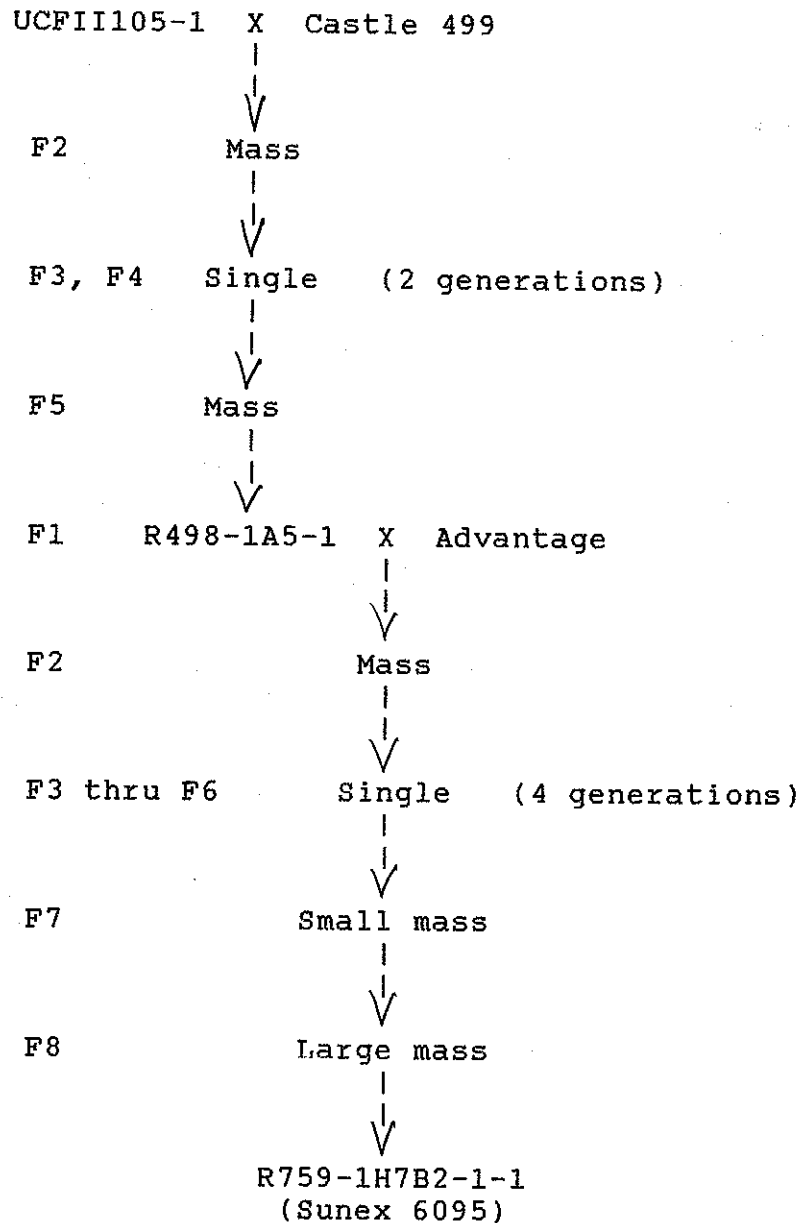 UCFII105-1 X Castle 499
F2 Mass
F3, F4 Single (2 generations)
F5 Mass
F1 R498-1A5-1 X Advantage
F2 Mass
F3 thru F6 Single (4 generations)
F7 Small mass
F8 Large mass
R759-1H7B2-1-1
(Sunex 6095)